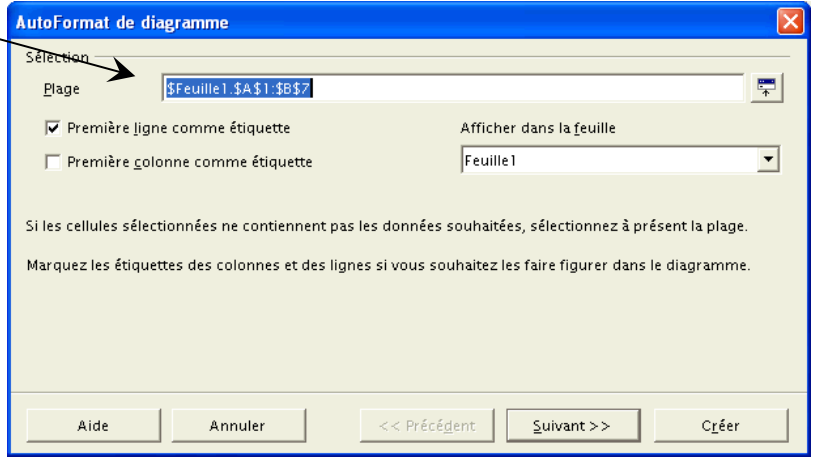 AutoFormat de diagramme
Sélection
Plage
$Feuille1.$A$1:$B$7
Première ligne comme étiquette
Afficher dans la feuille
Première colonne comme étiquette
Feuille1
Si les cellules sélectionnées ne contiennent pas les données souhaitées, sélectionnez à présent la plage.
Marquez les étiquettes des colonnes et des lignes si vous souhaitez les faire figurer dans le diagramme.
Aide
Annuler
<< Précédent
Suivant >>
Créer